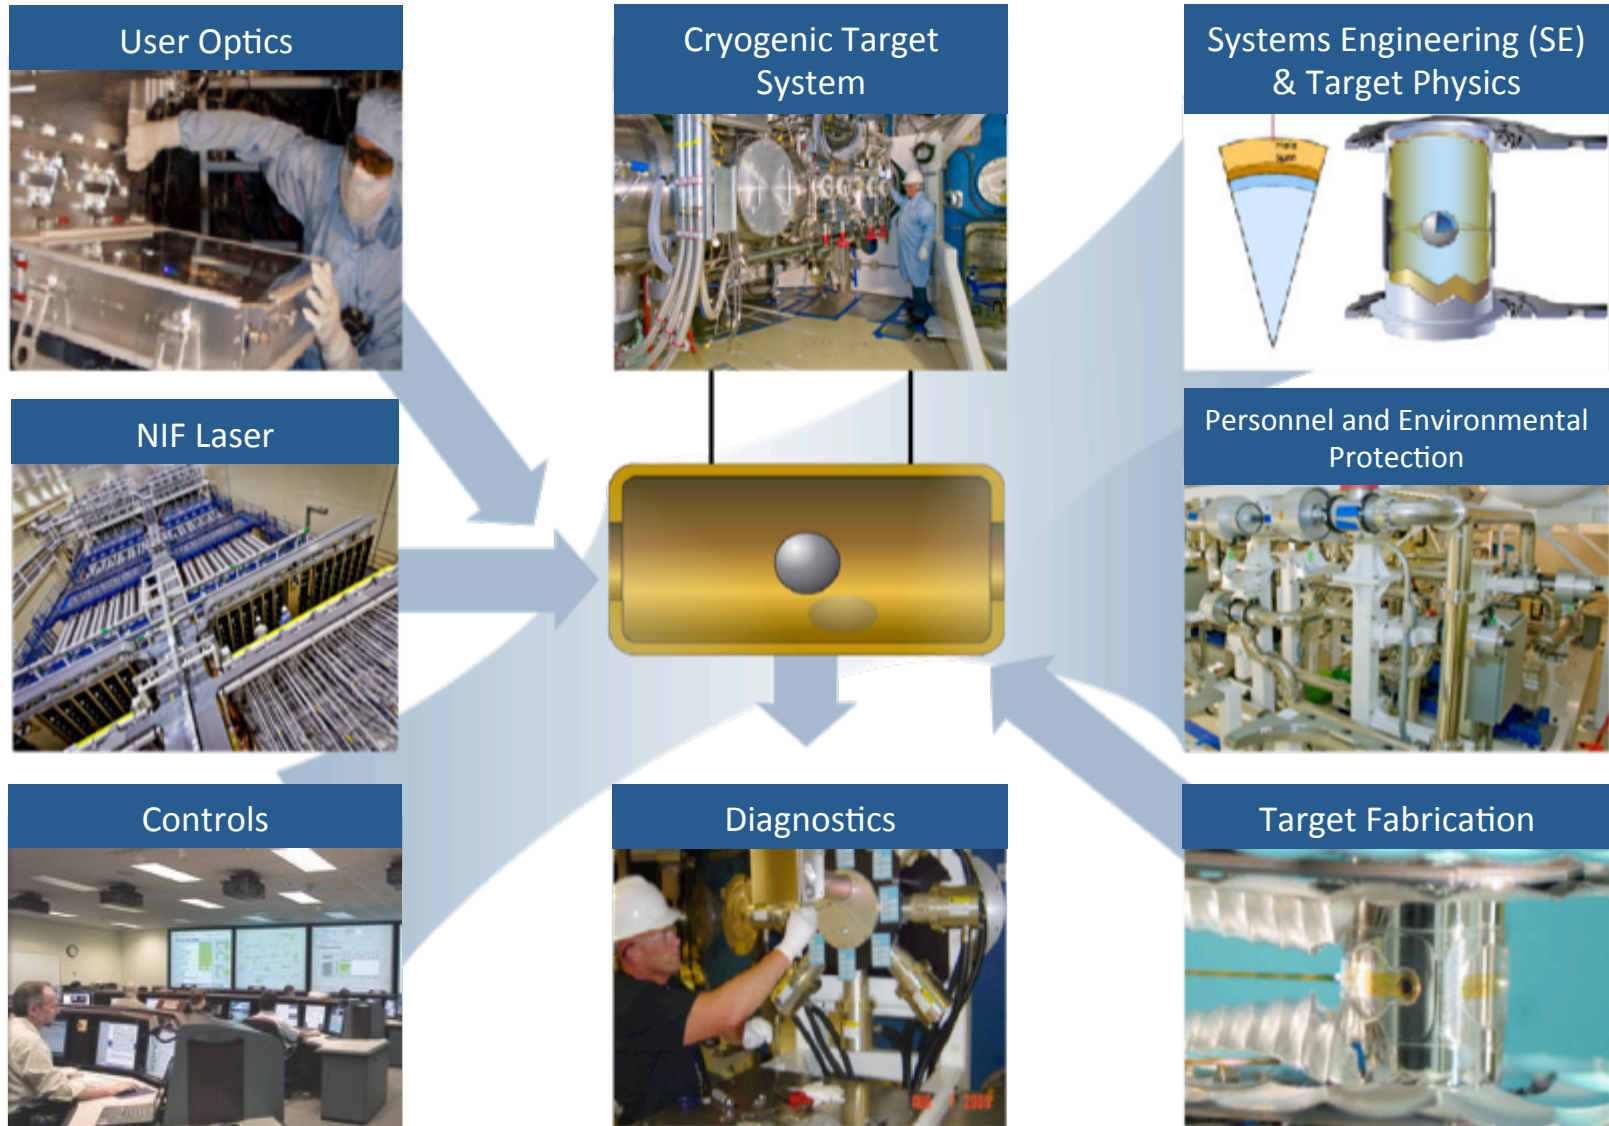 User Optics
Cryogenic Target
System
Systems Engineering (SE)
& Target Physics
NIF Laser
Personnel and Environmental
Protection
Controls
Diagnostics
Target Fabrication